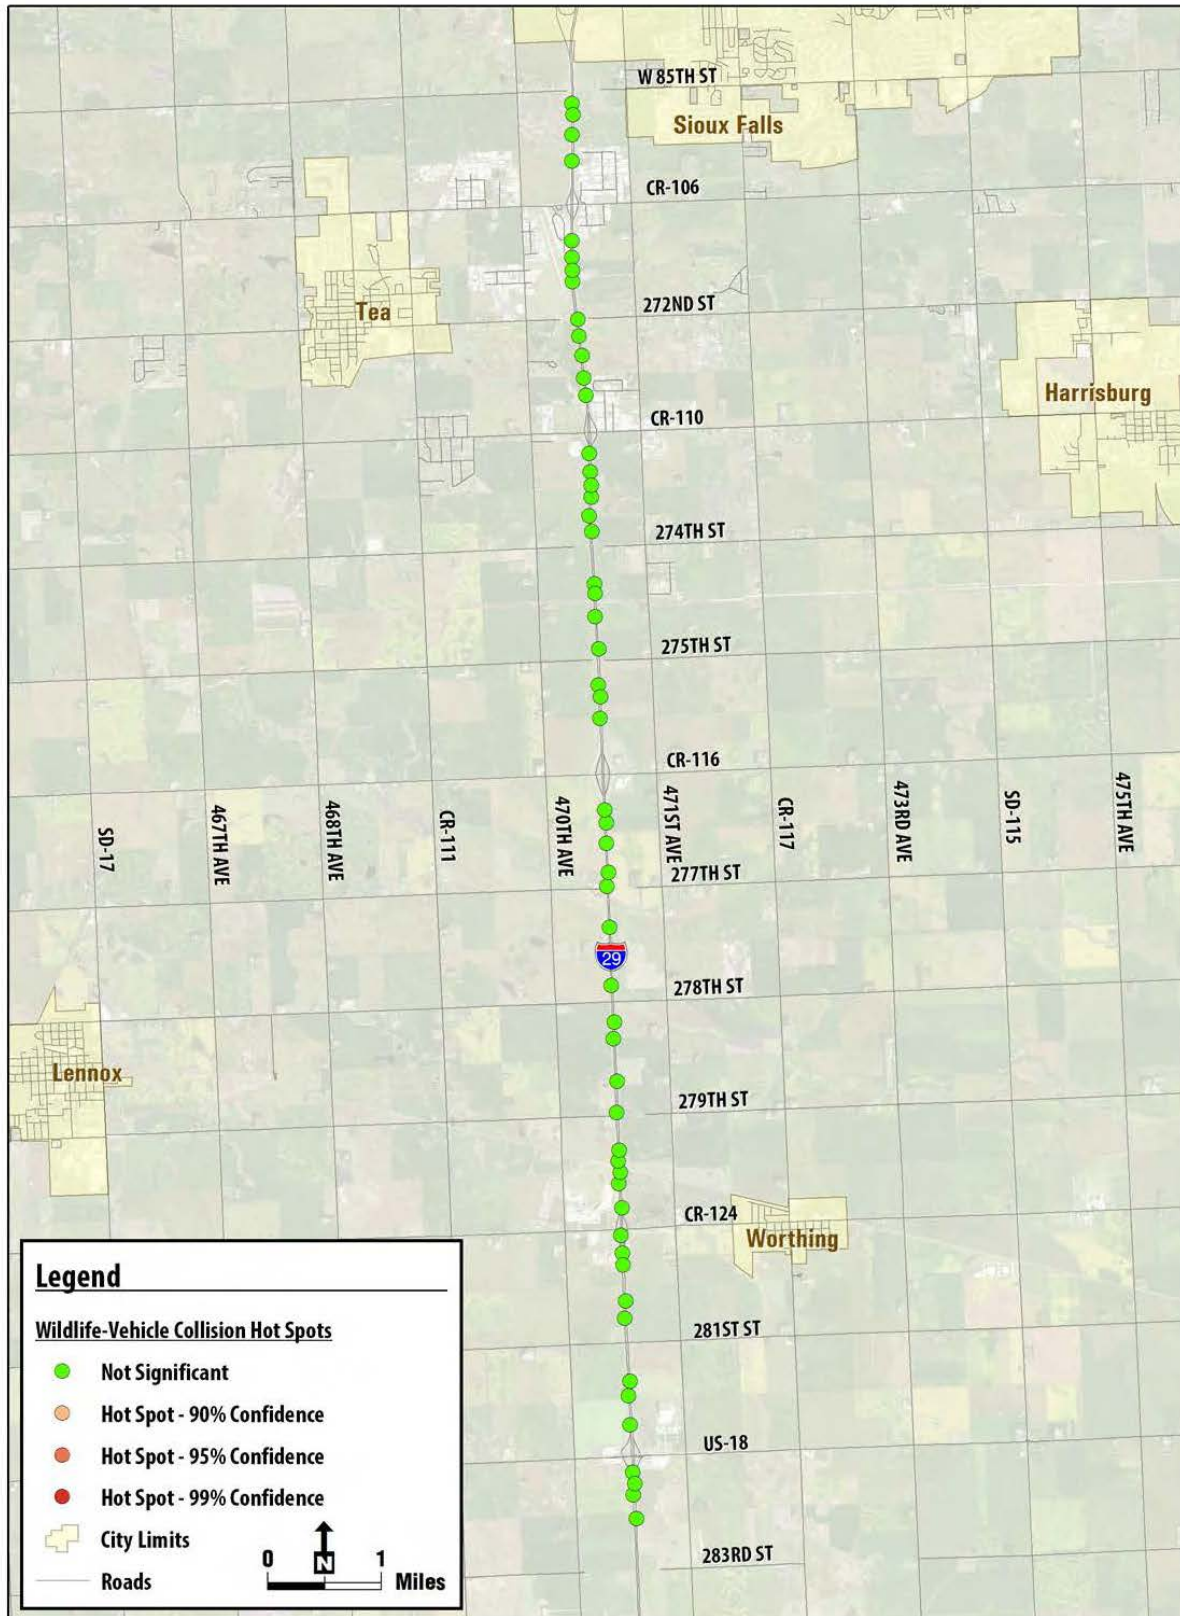 W 85TH ST
Sioux Falls
CR-106
272ND ST
Tea
Harrisburg
CR-110
274TH ST
275TH ST
CR-116
SD-17
467TH AVE
468TH AVE
CR-111
470TH AVE
471ST AVE
CR-117
473RD AVE
SD-115
475TH AVE
277TH ST
29
278TH ST
Lennox
279TH ST
CR-124
Worthing
281ST ST
US-18
283RD ST
Legend
Wildlife-Vehicle Collision Hot Spots
Not Significant
Hot Spot - 90% Confidence
Hot Spot - 95% Confidence
Hot Spot - 99% Confidence
City Limits
Roads
0 N 1 Miles